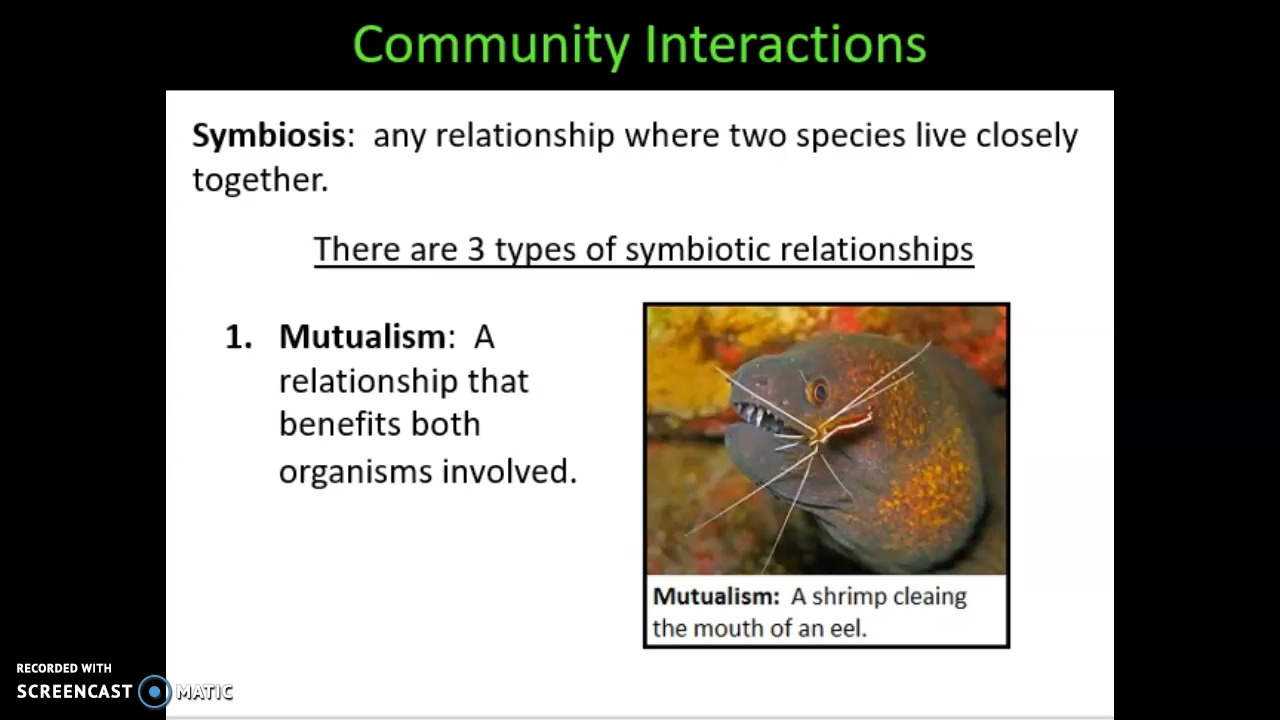 Community Interactions
Symbiosis: any relationship where two species live closely
together.
There are 3 types of symbiotic relationships
1. Mutualism: A
relationship that
benefits both
organisms involved.
Mutualism: A shrimp cleaing
the mouth of an eel.
RECORDED WITH
SCREENCAST MATIC